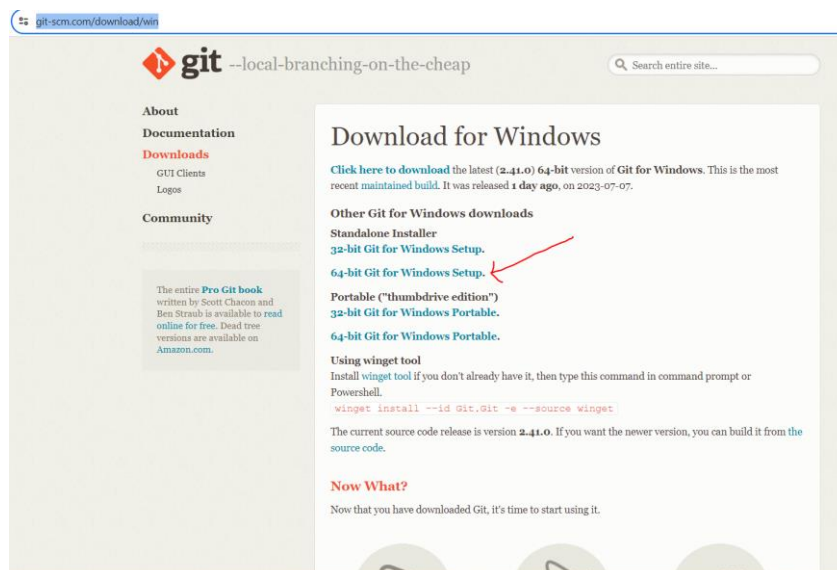 git-scm.com/download/win
git --local-branching-on-the-cheap
Search entire site...
About
Documentation
Downloads
GUI Clients
Logos
Community
The entire Pro Git book
written by Scott Chacon and
Ben Straub is available to read
online for free. Dead tree
versions are available on
Amazon.com.
Download for Windows
Click here to download the latest (2.41.0) 64-bit version of Git for Windows. This is the most
recent maintained build. It was released 1 day ago, on 2023-07-07.
Other Git for Windows downloads
Standalone Installer
32-bit Git for Windows Setup.
64-bit Git for Windows Setup.
Portable ("thumbdrive edition")
32-bit Git for Windows Portable.
64-bit Git for Windows Portable.
Using winget tool
Install winget tool if you don't already have it, then type this command in command prompt or
Powershell.
winget install --id Git.Git -e --source winget
The current source code release is version 2.41.0. If you want the newer version, you can build it from the
source code.
Now What?
Now that you have downloaded Git, it's time to start using it.